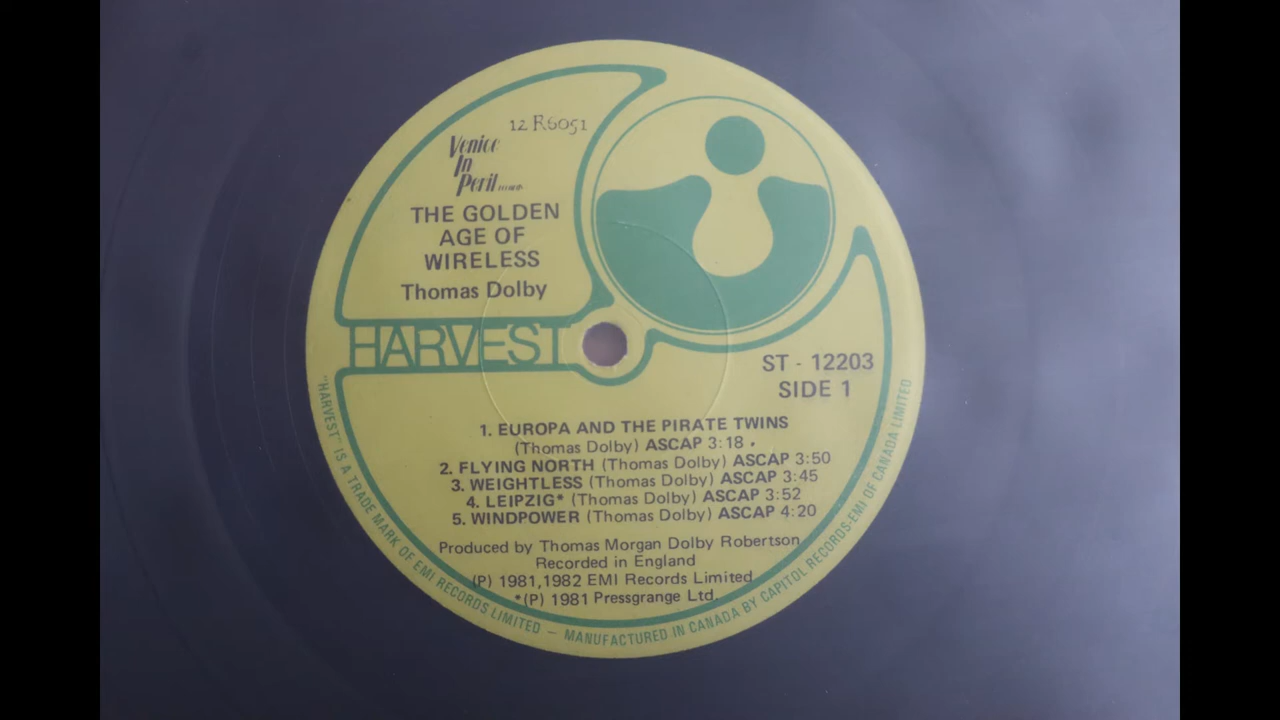 12 R6051
Venice
In
Peril records
THE GOLDEN
AGE OF
WIRELESS
Thomas Dolby
HARVEST
ST - 12203
SIDE 1
1. EUROPA AND THE PIRATE TWINS
(Thomas Dolby) ASCAP 3:18
2. FLYING NORTH (Thomas Dolby) ASCAP 3:50
3. WEIGHTLESS (Thomas Dolby) ASCAP 3:45
4. LEIPZIG* (Thomas Dolby) ASCAP 3:52
5. WINDPOWER (Thomas Dolby) ASCAP 4:20
Produced by Thomas Morgan Dolby Robertson
Recorded in England
(P) 1981,1982 EMI Records Limited
*(P) 1981 Pressgrange Ltd.
"HARVEST" IS A TRADE MARK OF EMI RECORDS LIMITED — MANUFACTURED IN CANADA BY CAPITOL RECORDS-EMI OF CANADA LIMITED